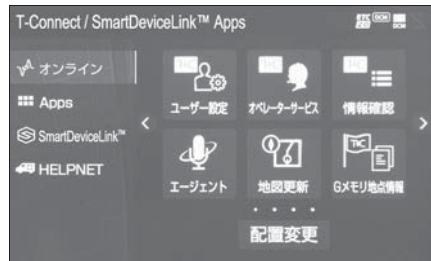 T-Connect / SmartDeviceLink™ Apps
オンライン
Apps
SmartDeviceLink™
HELPNET
ユーザー設定
オペレーターサービス
情報確認
エージェント
地図更新
Gメモリ地点情報
配置変更